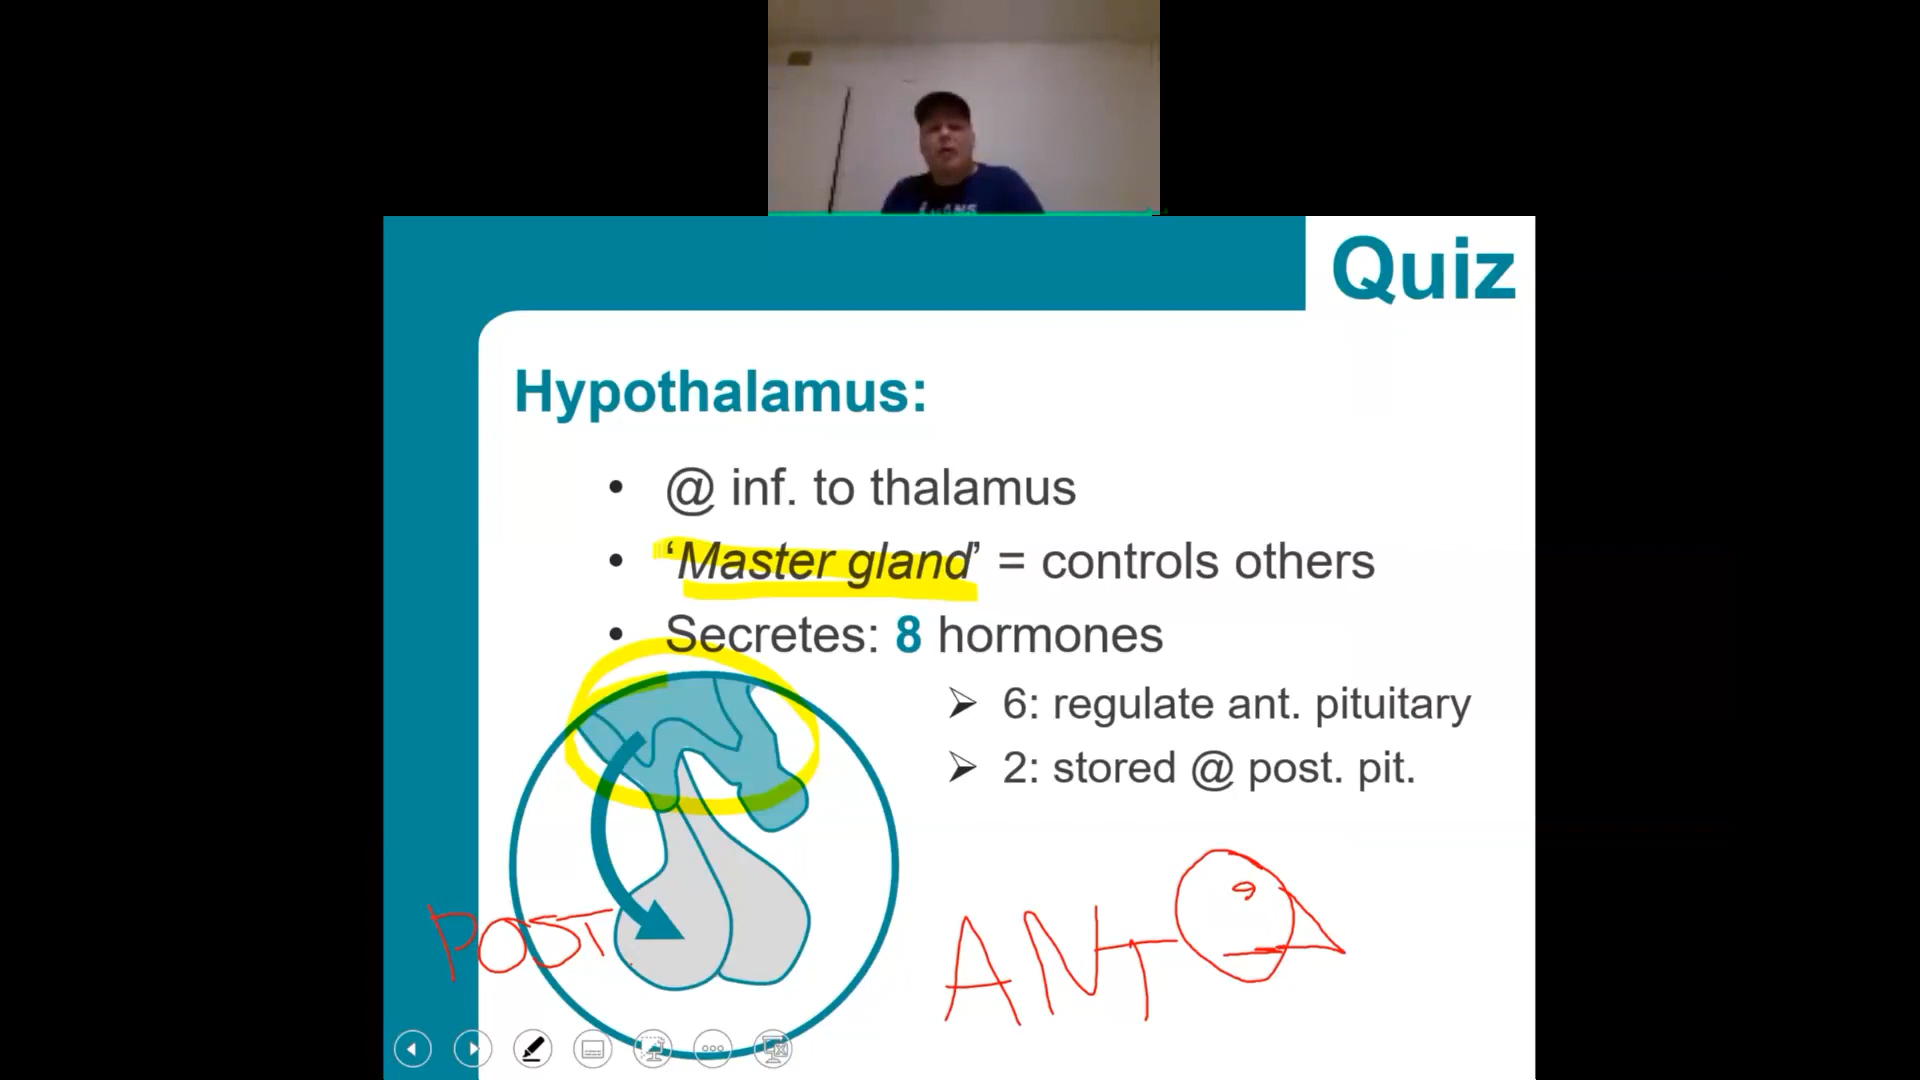 Quiz
Hypothalamus:
• @ inf. to thalamus
• ‘Master gland’ = controls others
• Secretes: 8 hormones
➢ 6: regulate ant. pituitary
➢ 2: stored @ post. pit.
POST
ANT